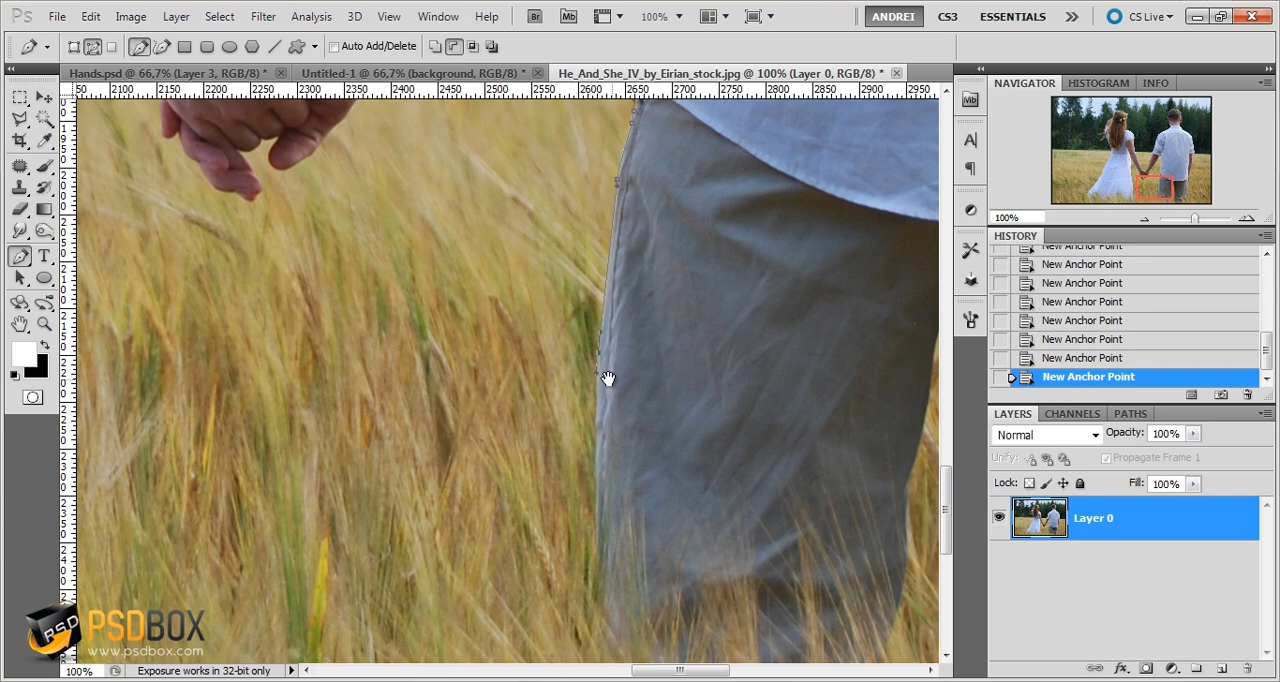 Ps File Edit Image Layer Select Filter Analysis 3D View Window Help Br Mb 100% ANDREI CS3 ESSENTIALS CS Live
Auto Add/Delete
Hands.psd @ 66,7% (Layer 3, RGB/8) * Untitled-1 @ 66,7% (background, RGB/8) * He_And_She_IV_by_Eirian_stock.jpg @ 100% (Layer 0, RGB/8) *
50 2100 2150 2200 2250 2300 2350 2400 2450 2500 2550 2600 2650 2700 2750 2800 2850 2900 2950
NAVIGATOR HISTOGRAM INFO
100%
HISTORY
New Anchor Point
New Anchor Point
New Anchor Point
New Anchor Point
New Anchor Point
New Anchor Point
New Anchor Point
New Anchor Point
LAYERS CHANNELS PATHS
Normal Opacity: 100%
Unify: Propagate Frame 1
Lock: Fill: 100%
Layer 0
PSD PSDBOX
www.psdbox.com
100% Exposure works in 32-bit only